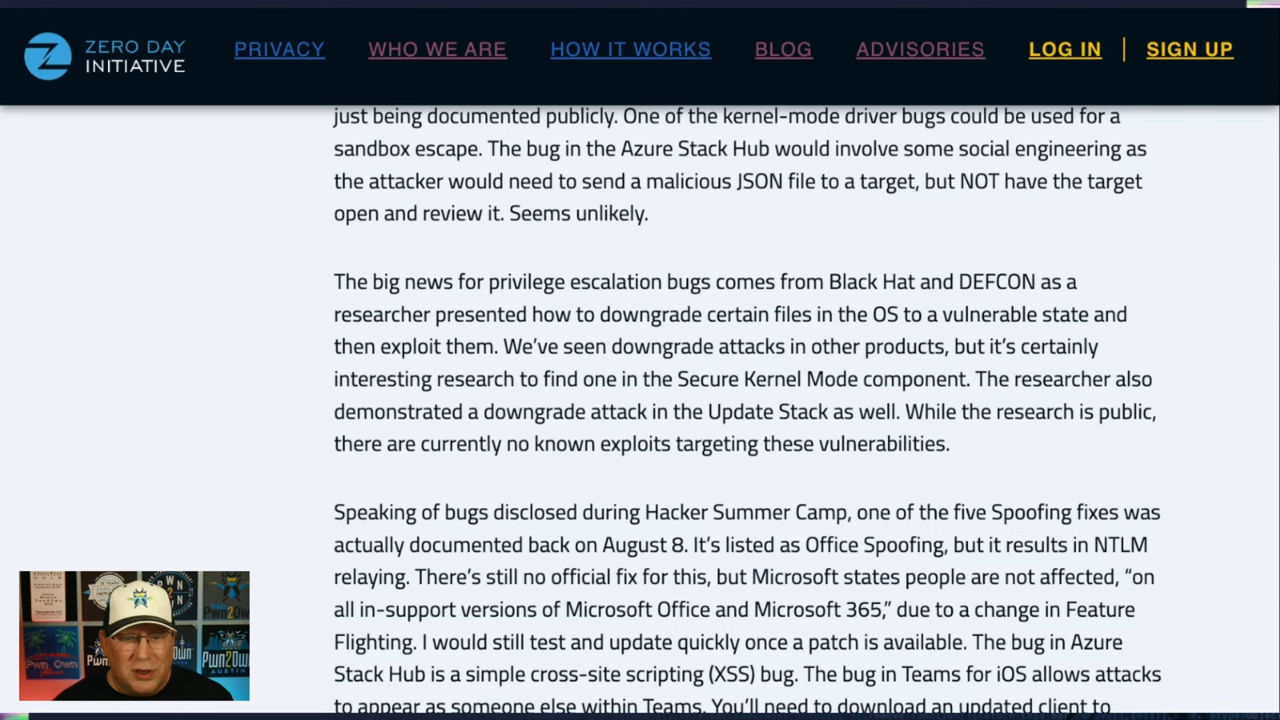 ZERO DAY
INITIATIVE
PRIVACY
WHO WE ARE
HOW IT WORKS
BLOG
ADVISORIES
LOG IN
SIGN UP
just being documented publicly. One of the kernel-mode driver bugs could be used for a
sandbox escape. The bug in the Azure Stack Hub would involve some social engineering as
the attacker would need to send a malicious JSON file to a target, but NOT have the target
open and review it. Seems unlikely.
The big news for privilege escalation bugs comes from Black Hat and DEFCON as a
researcher presented how to downgrade certain files in the OS to a vulnerable state and
then exploit them. We’ve seen downgrade attacks in other products, but it’s certainly
interesting research to find one in the Secure Kernel Mode component. The researcher also
demonstrated a downgrade attack in the Update Stack as well. While the research is public,
there are currently no known exploits targeting these vulnerabilities.
Speaking of bugs disclosed during Hacker Summer Camp, one of the five Spoofing fixes was
actually documented back on August 8. It’s listed as Office Spoofing, but it results in NTLM
relaying. There’s still no official fix for this, but Microsoft states people are not affected, “on
all in-support versions of Microsoft Office and Microsoft 365,” due to a change in Feature
Flighting. I would still test and update quickly once a patch is available. The bug in Azure
Stack Hub is a simple cross-site scripting (XSS) bug. The bug in Teams for iOS allows attacks
to appear as someone else within Teams. You’ll need to download an updated client to
Pwn2Own
Pwn Own
Pwn2Own
AUSTIN